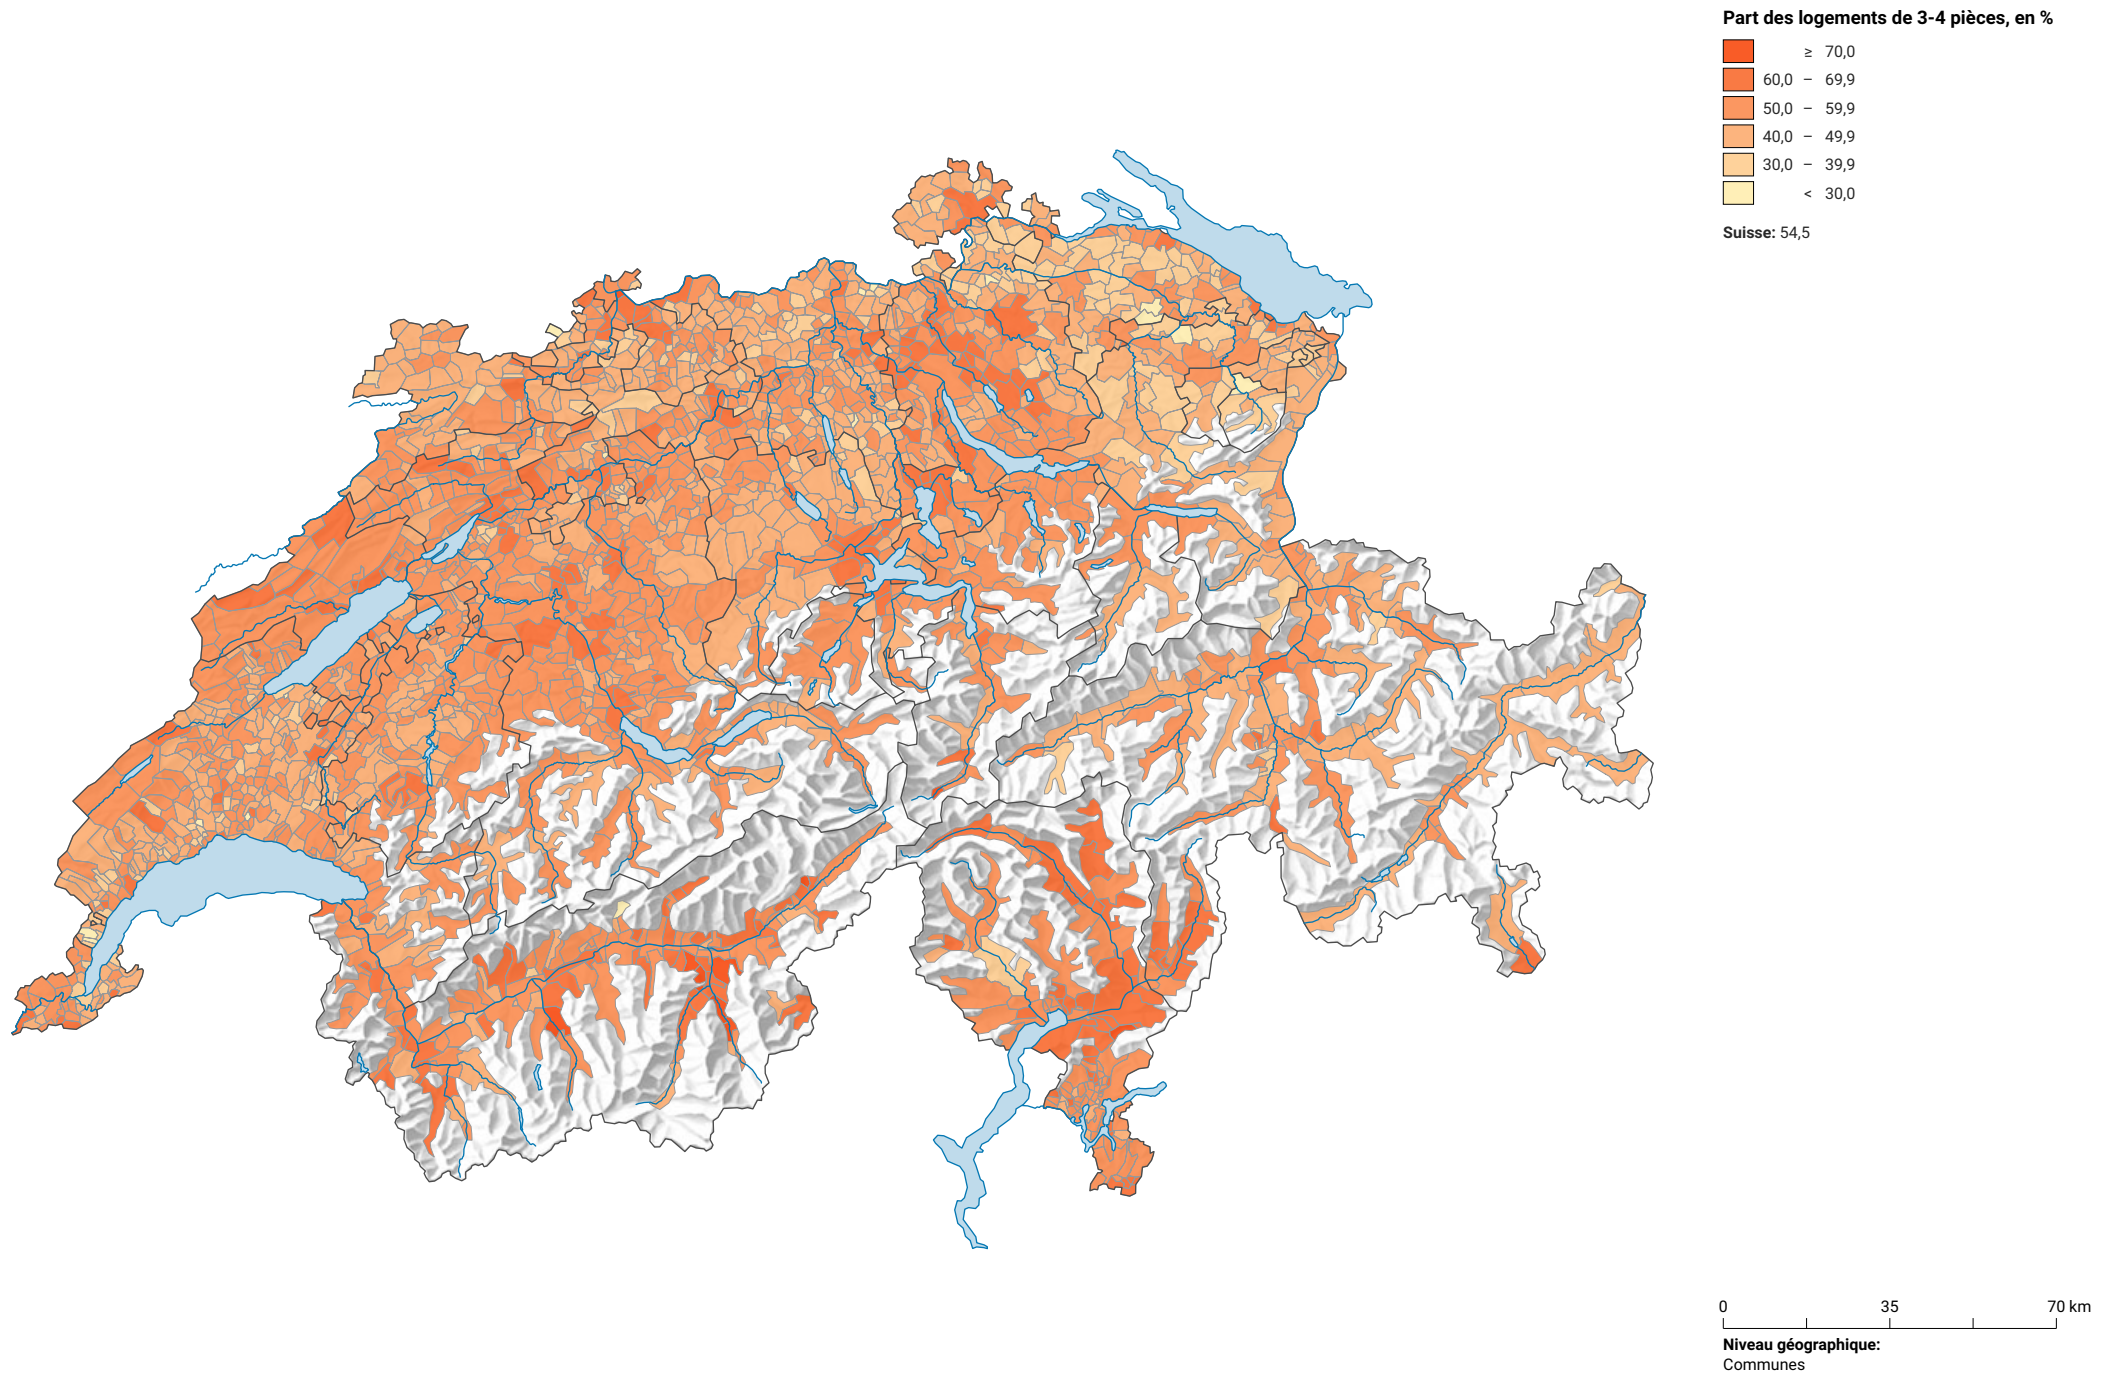 Part des logements de 3-4 pièces, en %
≥ 70,0
60,0 – 69,9
50,0 – 59,9
40,0 – 49,9
30,0 – 39,9
< 30,0
Suisse: 54,5
0 35 70 km
Niveau géographique:
Communes